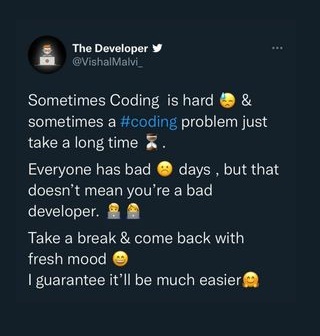 The Developer
@VishalMalvi_
Sometimes Coding is hard 😓 &
sometimes a #coding problem just
take a long time ⏳ .
Everyone has bad ☹️ days , but that
doesn't mean you're a bad
developer. 👨‍💻 👩‍💻
Take a break & come back with
fresh mood 😄
I guarantee it'll be much easier🤗